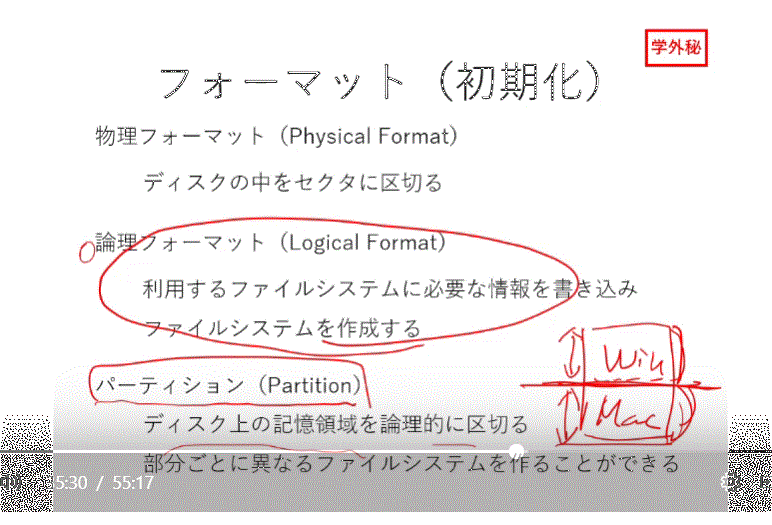 学外秘
フォーマット（初期化）
物理フォーマット（Physical Format）
ディスクの中をセクタに区切る
論理フォーマット（Logical Format）
利用するファイルシステムに必要な情報を書き込み
ファイルシステムを作成する
Win
Mac
パーティション（Partition）
ディスク上の記憶領域を論理的に区切る
部分ごとに異なるファイルシステムを作ることができる
5:30 / 55:17